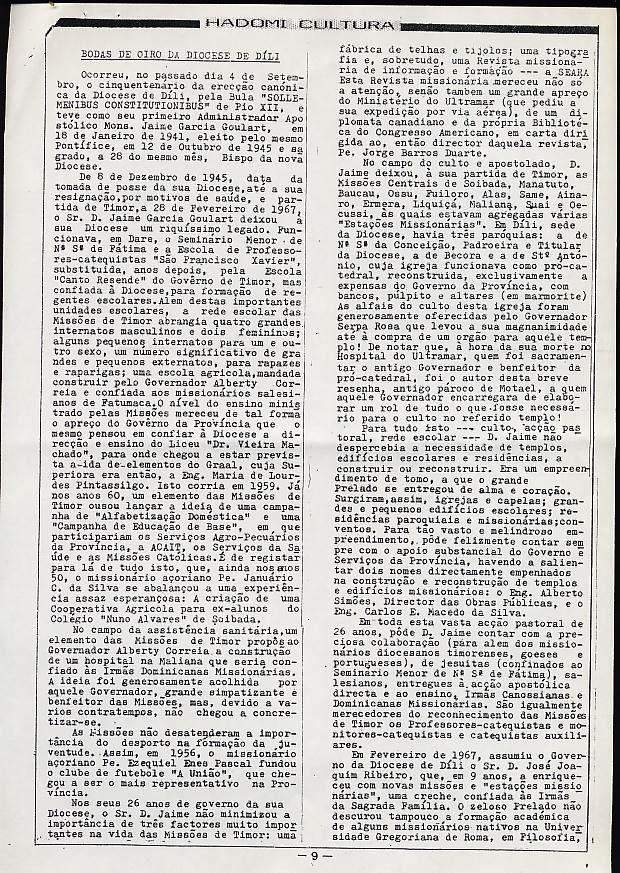 HADOMI CULTURA
BODAS DE OIRO DA DIOCESE DE DÍLI
Ocorreu, no passado dia 4 de Setem-
bro, o cinquentenário da erecção canóni-
ca da Diocese de Díli, pela Bula "SOLLE-
MENIBUS CONSTITUTIONIBUS" de Pio XII, e
teve como seu primeiro Administrador Apo
stólico Mons. Jaime Garcia Goulart, em
18 de Janeiro de 1941, eleito pelo mesmo
Pontífice, em 12 de Outubro de 1945 e sa
grado, a 28 do mesmo mês, Bispo da nova
Diocese.
De 8 de Dezembro de 1945, data da
tomada de posse da sua Diocese,até a sua
resignação,por motivos de saúde, e par-
tida de Timor,a 28 de Fevereiro de 1967,
o Sr. D. Jaime Garcia Goulart deixou à
sua Diocese um riquíssimo legado. Fun-
cionava, em Dare, o Seminário Menor de
Nª Sª de Fátima e a Escola de Professo-
res-catequistas "São Francisco Xavier",
substituída, anos depois, pela Escola
"Canto Resende" do Govêrno de Timor, mas
confiada à Diocese,para formação de re-
gentes escolares.Alem destas importantes
unidades escolares, a rede escolar das
Missões de Timor abrangia quatro grandes
internatos masculinos e dois femininos;
alguns pequenos internatos para um e ou-
tro sexo, um número significativo de gra
ndes e pequenos externatos, para rapazes
e raparigas; uma escola agrícola,mandada
construir pelo Governador Alberty Cor-
reia e confiada aos missionários salesi-
anos de Fatumaca.O nível do ensino minis
trado pelas Missões mereceu de tal forma
o apreço do Govêrno da Província que o
mesmo pensou em confiar à Diocese a di-
recção e ensino do liceu "Dr. Vieira Ma-
chado", para onde chegou a estar previs-
ta a-ida de-elementos do Graal, cuja Su-
periora era então, a Eng. Maria de Lour-
des Pintassilgo. Isto corria em 1959. Já
nos anos 60, um elemento das Missões de
Timor ousou lançar a ideia de uma campa-
nha de "Alfabetização Doméstica" e uma
"Campanha de Educação de Base", em que
participariam os Serviços Agro-Pecuários
da Província, a ACAIT, os Serviços da Sa
úde e as Missões Católicas.É de registar
para lá de tudo isto, que, ainda nosnos
50, o missionário açoriano Pe. Januário
C. da Silva se abalançou a uma experiên-
cia assaz esperançosa: A criação de uma
Cooperativa Agricola para ex-alunos do
Colégio "Nuno Alvares" de Soibada.
No campo da assistência sanitária,um
elemento das Missões de Timor propôs ao
Governador Alberty Correia a construção
de um hospital na Maliana que seria con-
fiado às Irmãs Dominicanas Missionárias.
A ideia foi generosamente acolhida por
aquele Governador, grande simpatizante e
benfeitor das Missões, mas, devido a va-
rios contratempos, não chegou a concre-
tizar-se.
As Missões não desatenderam a impor-
tância do desporto na formação da ju-
ventude. Assim, em 1956, o missionário
açoriano Pe. Ezequiel Enes Pascal fundou
o clube de futebole "A União", que che-
gou a ser o mais representativo na Pro-
víncia.
Nos seus 26 anos de governo da sua
Diocese, o Sr. D. Jaime não minimizou a
importância de três factores muito impor
tantes na vida das Missões de Timor: uma
fábrica de telhas e tijolos; uma tipogra
fia e, sobretudo, uma Revista missioná-
ria de informação e formação --- a SEARA
Esta Revista missionária mereceu não só
a atenção, senão tambem um grande apreço
do Ministério do Ultramar (que pediu a
sua expedição por via aérea), de um di-
plomata canadiano e da própria Bibliote-
ca do Congresso Americano, em carta diri
gida ao, então director daquela revista,
Pe. Jorge Barros Duarte.
No campo do culto e apostolado, D.
Jaime deixou, à sua partida de Timor, as
Missões Centrais de Soibada, Manatuto,
Baucau, Ossu, Fuiloro, Alas, Same, Aina-
ro, Ermera, Liquiçá, Maliana, Suai e Oe-
cussi, às quais estavam agregadas várias
"Estações Missionárias". Em Díli, sede
da Diocese, havia três paróquias: a de
Nª Sª da Conceição, Padroeira e Titular
da Diocese, a de Becora e a de Stº Antó-
nio, cuja igreja funcionava como pro-ca-
tedral, reconstruída, exclusivamente a
expensas do Governo da Província, com
bancos, púlpito e altares (em marmorite)
As alfais do culto desta igreja foram
generosamente oferecidas pelo Governador
Serpa Rosa que levou a sua magnanimidade
até à compra de um orgão para aquele tem-
plo! De notar que, à hora da sua morte no
Hospital do Ultramar, quem foi sacramen-
tar o antigo Governador e benfeitor da
pró-catedral, foi o autor desta breve
resenha, antigo pároco de Motael, a quem
aquele Governador encarregara de elabo-
rar um rol de tudo o que fosse necessá-
rio para o culto no referido templo!
Para tudo isto --- culto, acção pas
toral, rede escolar --- D. Jaime não
despercebia a necessidade de templos,
edifícios escolares e residências, a
construir ou reconstruir. Era um empreen-
dimento de tomo, a que o grande
Prelado se entregou de alma e coração.
Surgiram,assim, igrejas e capelas; gran-
des e pequenos edifícios escolares; re-
sidências paroquiais e missionárias;con-
ventos. Para tão vasto e melindroso em-
preendimento, pôde felizmente contar sem
pre com o apoio substancial do Governo e
Serviços da Província, havendo a salien-
tar dois nomes directamente empenhados
na construção e reconstrução de templos
e edifícios missionários: o Eng. Alberto
Simões, Director das Obras Públicas, e o
Eng. Carlos E. Macedo da Silva.
Em toda esta vasta acção pastoral de
26 anos, pôde D. Jaime contar com a pre-
ciosa colaboração (para além dos missio-
nários diocesanos timorenses, goeses e
portugueses), de jesuitas (confinados ao
Seminario Menor de Nª Sª de Fátima), sa-
lesianos, entregues à acção apostólica
directa e ao ensino, Irmãs Canossianas e
Dominicanas Missionárias. São igualmente
merecedores do reconhecimento das Missões
de Timor os Professores-catequistas e mo-
nitores-catequistas e catequistas auxili-
ares.
Em Fevereiro de 1967, assumiu o Gover-
no da Diocese de Díli o Sr. D. José Joa-
quim Ribeiro, que, em 9 anos, a enrique-
ceu com novas missões e "estações missio
nárias", uma creche, confiada às Irmãs
da Sagrada Família. O zeloso Prelado não
descurou tampouco a formação académica
de alguns missionários nativos na Univer
sidade Gregoriana de Roma, em Filosofia,
— 9 —